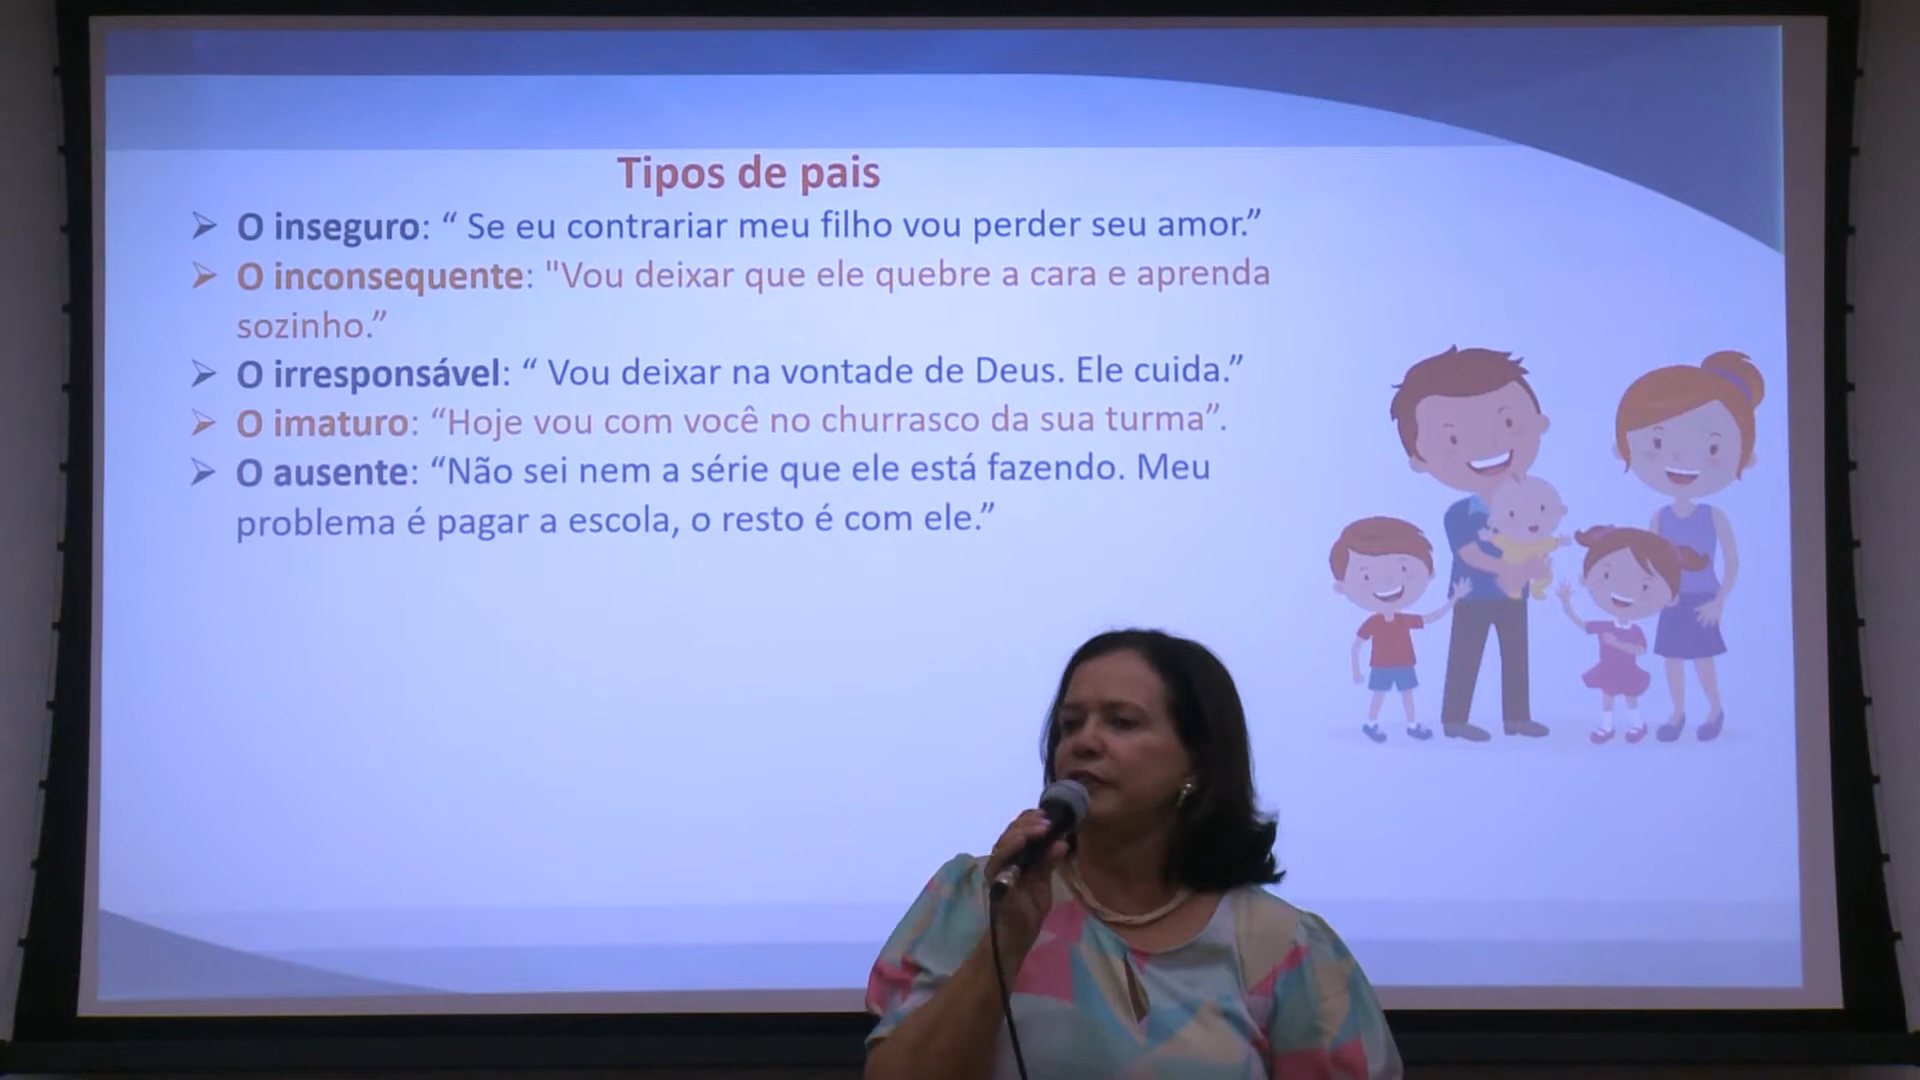 Tipos de pais
➢ O inseguro: “ Se eu contrariar meu filho vou perder seu amor.”
➢ O inconsequente: "Vou deixar que ele quebre a cara e aprenda
sozinho.”
➢ O irresponsável: “ Vou deixar na vontade de Deus. Ele cuida.”
➢ O imaturo: “Hoje vou com você no churrasco da sua turma”.
➢ O ausente: “Não sei nem a série que ele está fazendo. Meu
problema é pagar a escola, o resto é com ele.”